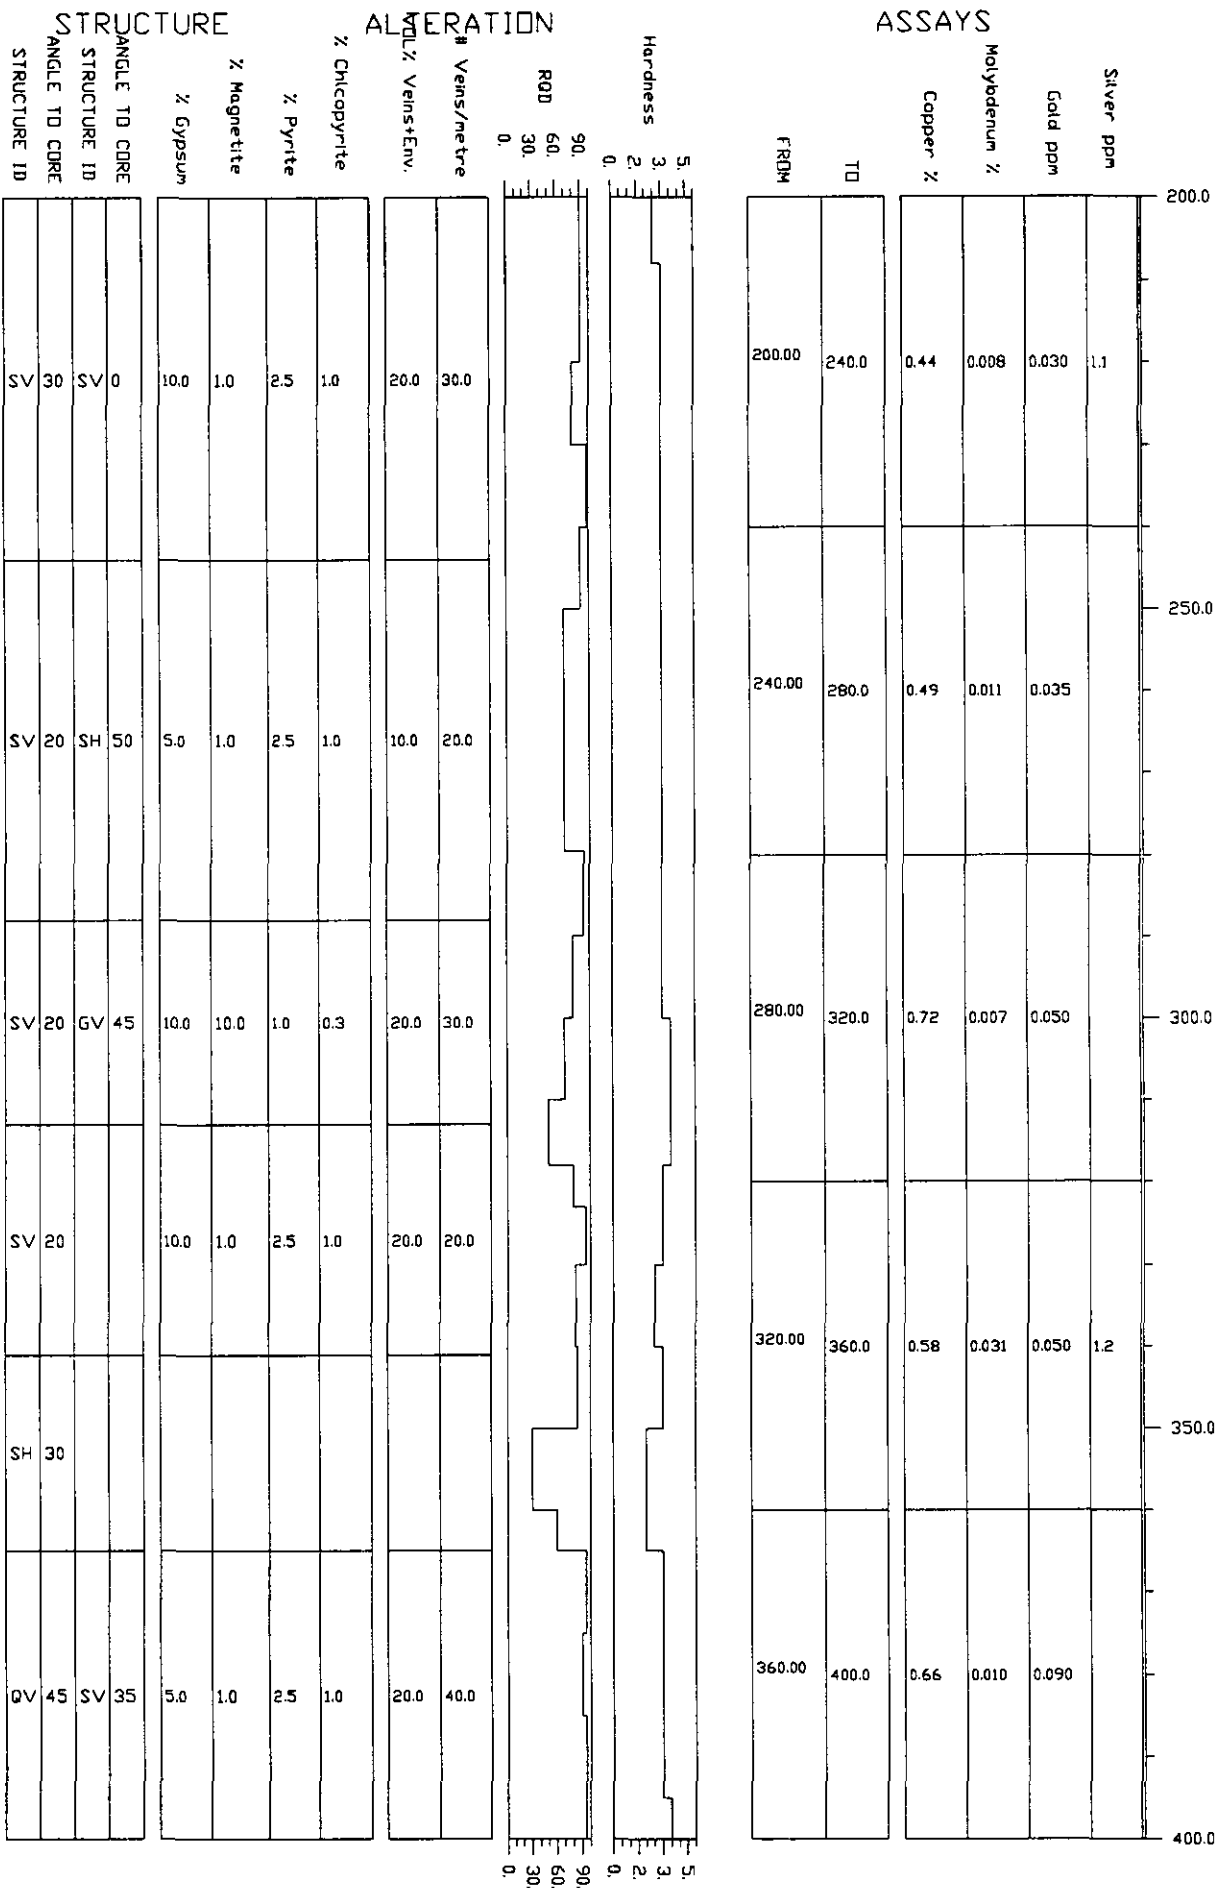 STRUCTURE ALTERATION ASSAYS
STRUCTURE ID
ANGLE TO CORE
STRUCTURE ID
ANGLE TO CORE
% Gypsum
% Magnetite
% Pyrite
% Chlcopyrite
VOL% Veins+Env.
# Veins/metre
RQD
0. 30. 60. 90.
Hardness
0. 2. 3. 5.
FROM
TO
Copper %
Molybdenum %
Gold ppm
Silver ppm
200.0
200.00 240.0 0.44 0.008 0.030 1.1
SV 30 SV 0 10.0 1.0 2.5 1.0 20.0 30.0
250.0
240.00 280.0 0.49 0.011 0.035
SV 20 SH 50 5.0 1.0 2.5 1.0 10.0 20.0
280.00 320.0 0.72 0.007 0.050 300.0
SV 20 GV 45 10.0 10.0 1.0 0.3 20.0 30.0
SV 20 10.0 1.0 2.5 1.0 20.0 20.0
320.00 360.0 0.58 0.031 0.050 1.2
350.0
SH 30
360.00 400.0 0.66 0.010 0.090
QV 45 SV 35 5.0 1.0 2.5 1.0 20.0 40.0
400.0
0. 30. 60. 90. 0. 2. 3. 5.